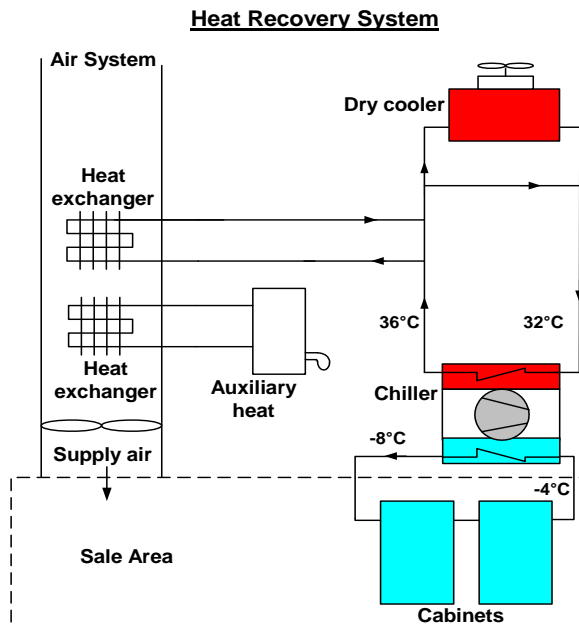 Heat Recovery System
Air System
Dry cooler
Heat
exchanger
36°C
32°C
Heat
exchanger
Auxiliary
heat
Chiller
-8°C
Supply air
-4°C
Sale Area
Cabinets